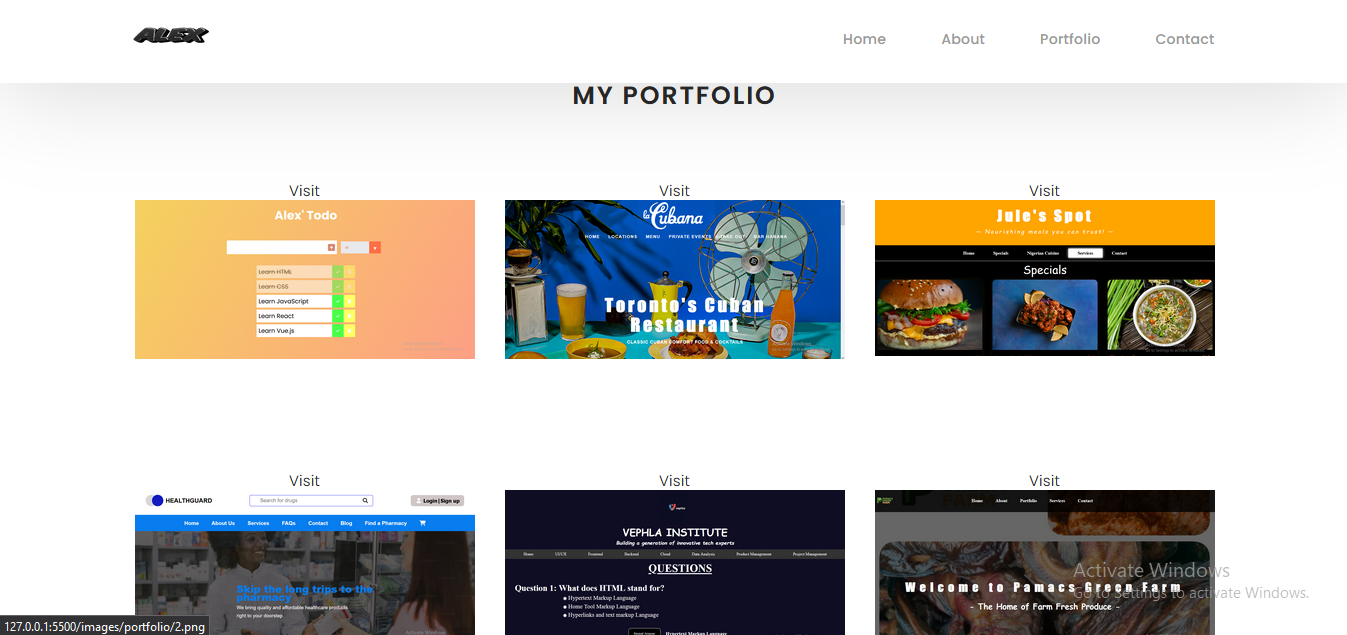 ALEX
Home About Portfolio Contact
MY PORTFOLIO
Visit Visit Visit
Alex' Todo
Learn HTML
Learn CSS
Learn JavaScript
Learn React
Learn Vue.js
la Cubana
HOME LOCATIONS MENU PRIVATE EVENTS BAR HABANA
Toronto's Cuban
Restaurant
CLASSIC CUBAN COMFORT FOOD & COCKTAILS
Jule's Spot
~ Nourishing meals you can trust! ~
Home Specials Nigerian Cuisine Services Contact
Specials
Visit Visit Visit
HEALTHGUARD Search for drugs Login | Sign up
Home About Us Services FAQs Contact Blog Find a Pharmacy
Skip the long trips to the
pharmacy
We bring quality and affordable healthcare produtcs
right to your doorstep.
vephla
VEPHLA INSTITUTE
Building a generation of innovative tech experts
Home UI/UX Frontend Backend Cloud Data Analysis Product Management Project Management
QUESTIONS
Question 1: What does HTML stand for?
Hypertext Markup Language
Home Tool Markup Language
Hyperlinks and text markup Language
Hypertext Markup Language
Home About Portfolio Services Contact
Welcome to Pamacs Green Farm
~ The Home of Farm Fresh Produce ~
Activate Windows
Go to Settings to activate Windows.
127.0.0.1:5500/images/portfolio/2.png